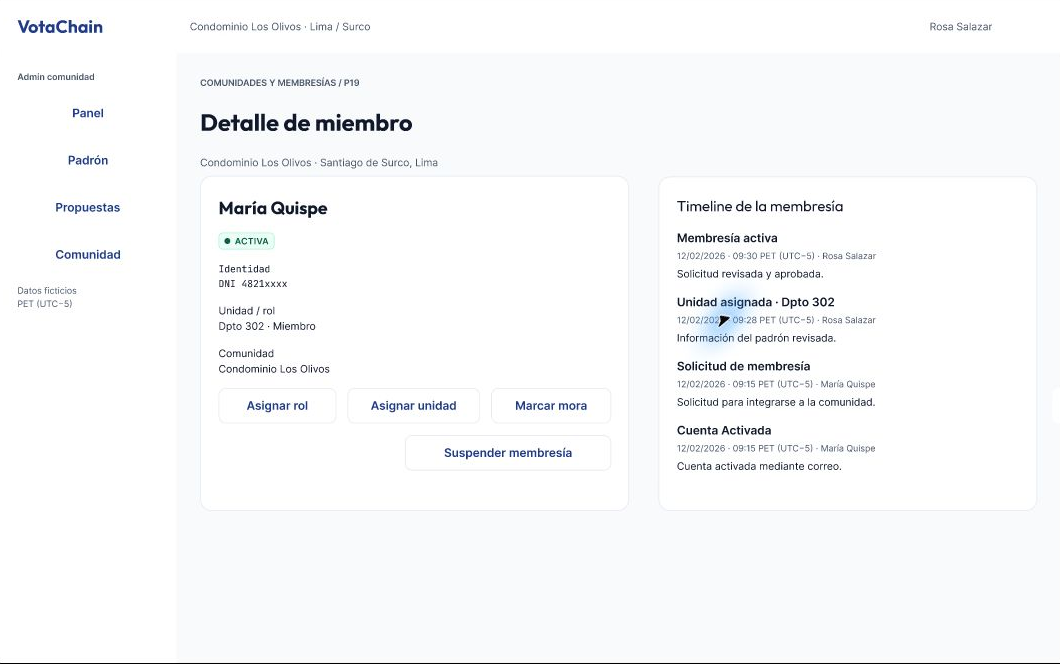 VotaChain
Condominio Los Olivos · Lima / Surco
Rosa Salazar
Admin comunidad
Panel
Padrón
Propuestas
Comunidad
Datos ficticios
PET (UTC−5)
COMUNIDADES Y MEMBRESÍAS / P19
Detalle de miembro
Condominio Los Olivos · Santiago de Surco, Lima
María Quispe
ACTIVA
Identidad
DNI 4821xxxx
Unidad / rol
Dpto 302 · Miembro
Comunidad
Condominio Los Olivos
Asignar rol
Asignar unidad
Marcar mora
Suspender membresía
Timeline de la membresía
Membresía activa
12/02/2026 · 09:30 PET (UTC−5) · Rosa Salazar
Solicitud revisada y aprobada.
Unidad asignada · Dpto 302
12/02/202 09:28 PET (UTC−5) · Rosa Salazar
Información del padrón revisada.
Solicitud de membresía
12/02/2026 · 09:15 PET (UTC−5) · María Quispe
Solicitud para integrarse a la comunidad.
Cuenta Activada
12/02/2026 · 09:15 PET (UTC−5) · María Quispe
Cuenta activada mediante correo.